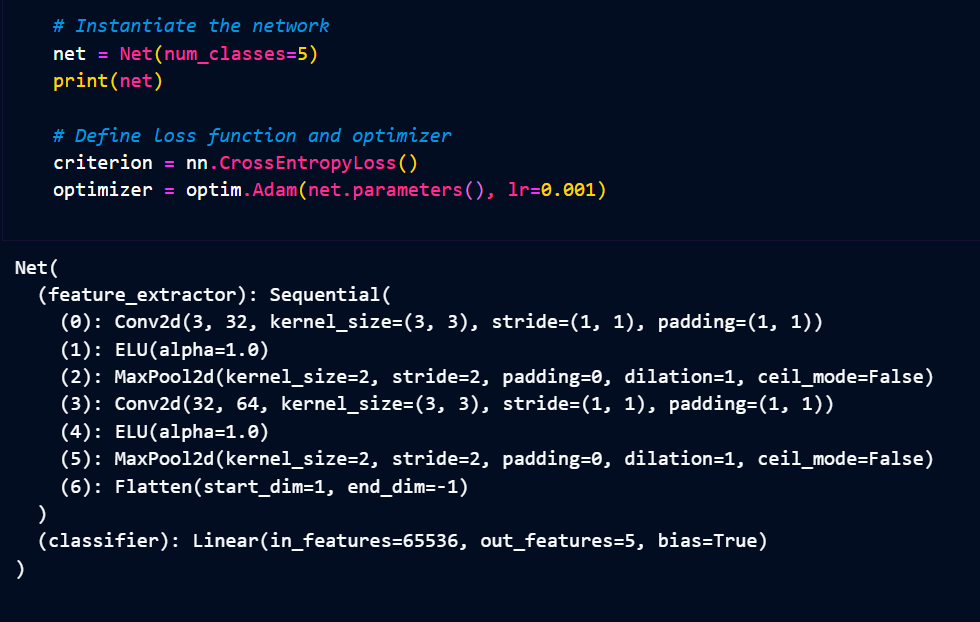 # Instantiate the network
net = Net(num_classes=5)
print(net)
# Define loss function and optimizer
criterion = nn.CrossEntropyLoss()
optimizer = optim.Adam(net.parameters(), lr=0.001)
Net(
(feature_extractor): Sequential(
(0): Conv2d(3, 32, kernel_size=(3, 3), stride=(1, 1), padding=(1, 1))
(1): ELU(alpha=1.0)
(2): MaxPool2d(kernel_size=2, stride=2, padding=0, dilation=1, ceil_mode=False)
(3): Conv2d(32, 64, kernel_size=(3, 3), stride=(1, 1), padding=(1, 1))
(4): ELU(alpha=1.0)
(5): MaxPool2d(kernel_size=2, stride=2, padding=0, dilation=1, ceil_mode=False)
(6): Flatten(start_dim=1, end_dim=-1)
)
(classifier): Linear(in_features=65536, out_features=5, bias=True)
)